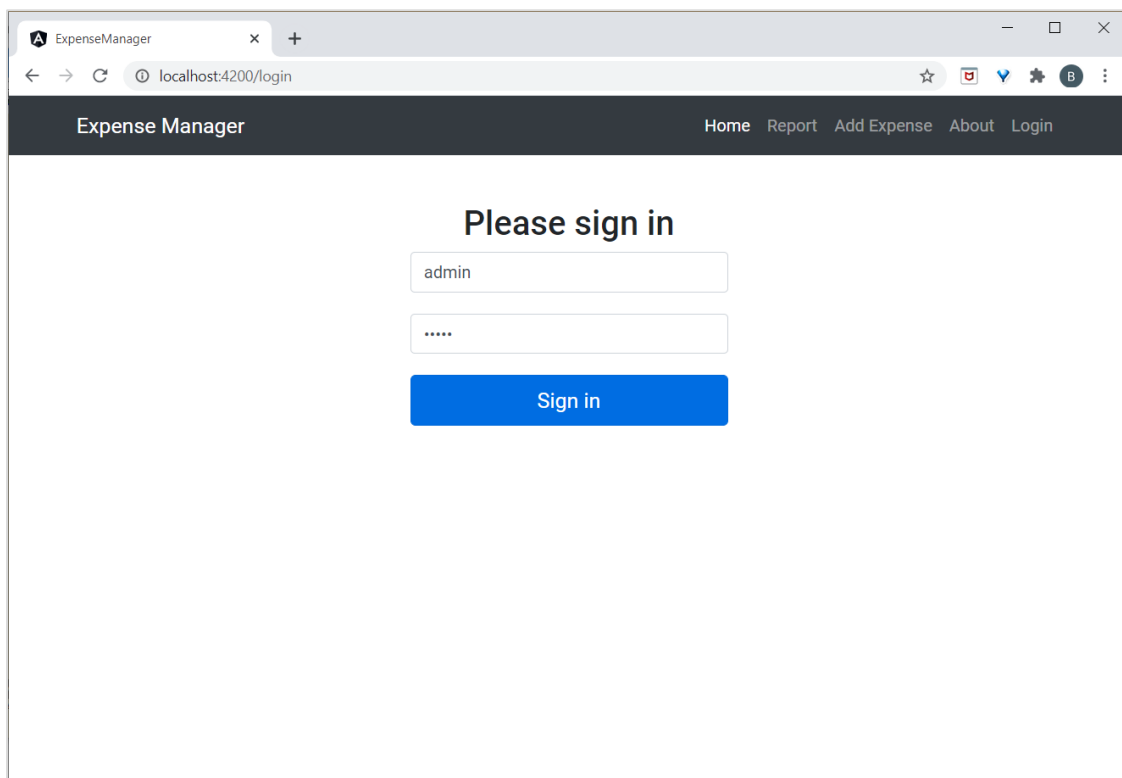 ExpenseManager
localhost:4200/login
B
Expense Manager Home Report Add Expense About Login
Please sign in
admin
•••••
Sign in